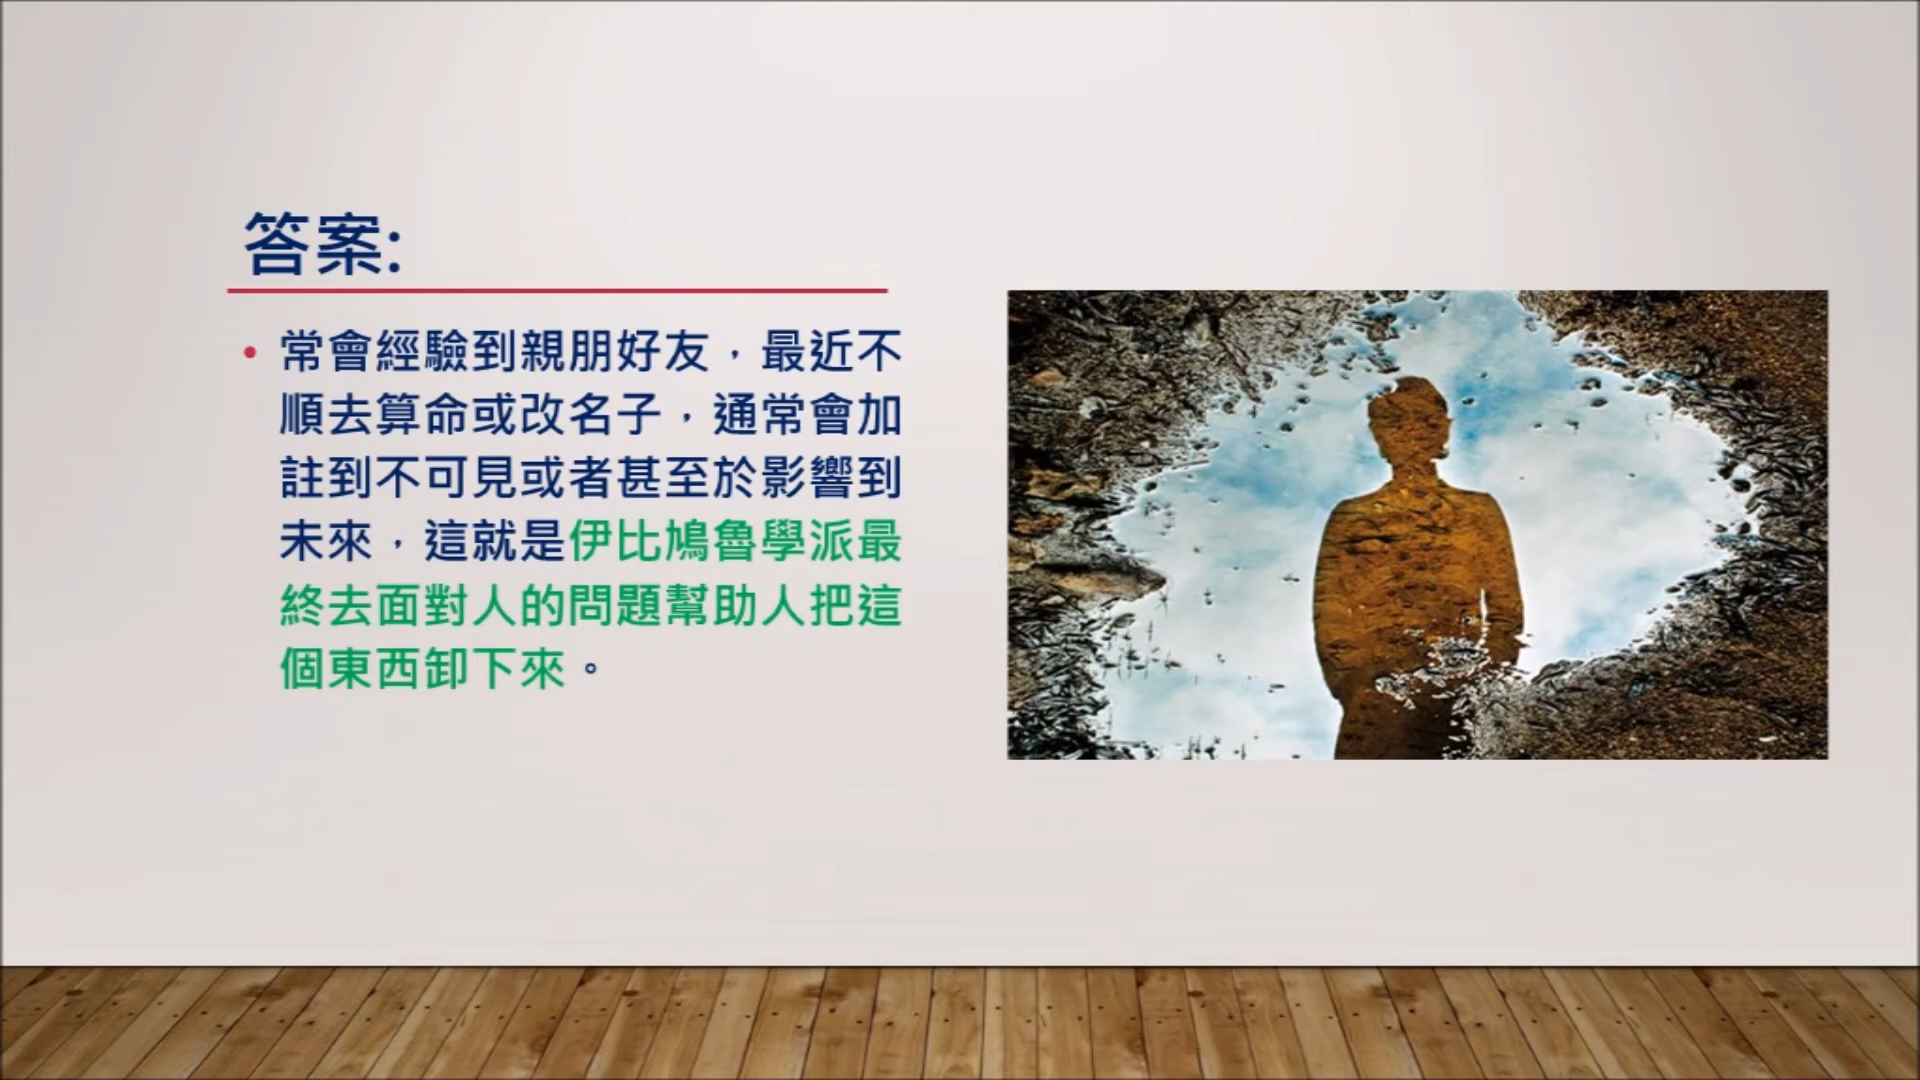 答案:
• 常會經驗到親朋好友，最近不
順去算命或改名子，通常會加
註到不可見或者甚至於影響到
未來，這就是伊比鳩魯學派最
終去面對人的問題幫助人把這
個東西卸下來。